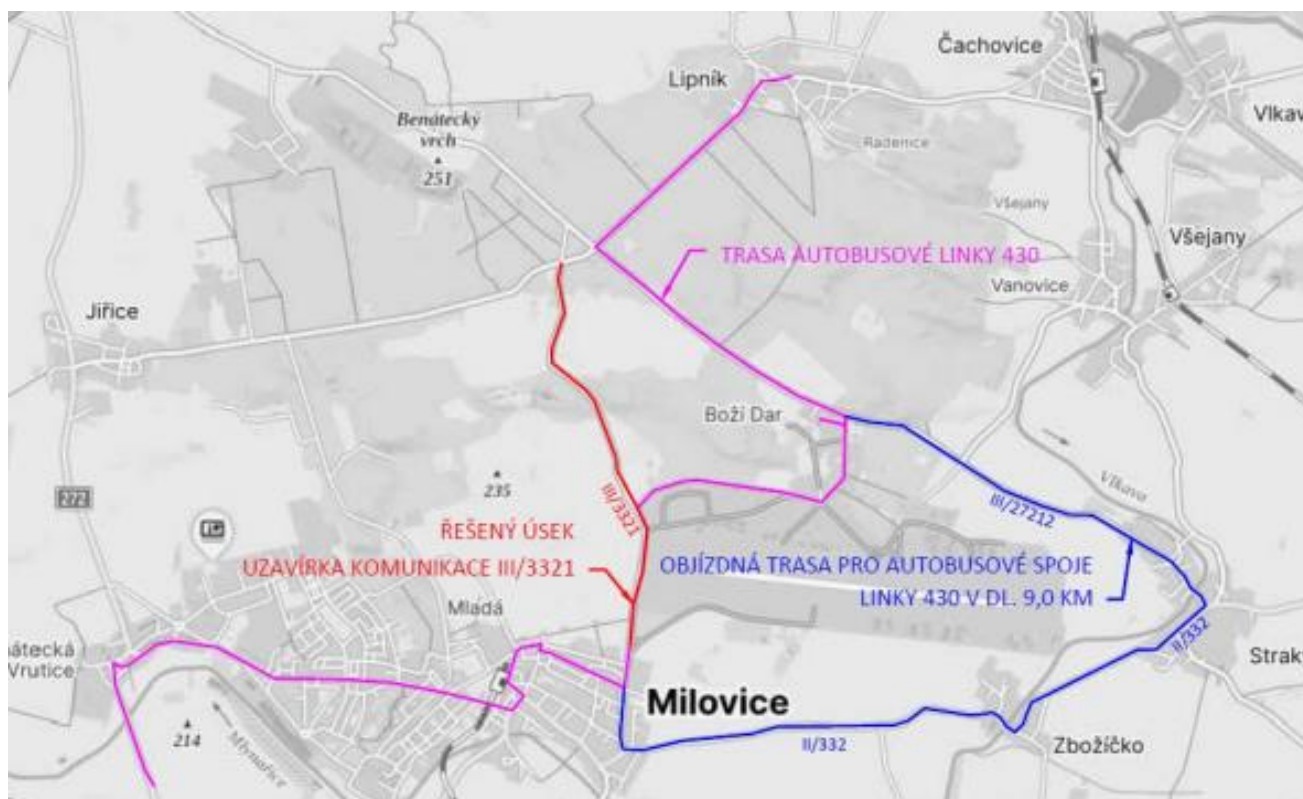 Čachovice
Lipník
Vlkava
Benátecký
vrch
251
Radenice
Všejany
Všejany
TRASA AUTOBUSOVÉ LINKY 430
Vanovice
Jiřice
Boží Dar
Vlkava
272
235
III/3321
III/27212
ŘEŠENÝ ÚSEK
UZAVÍRKA KOMUNIKACE III/3321
OBJÍZDNÁ TRASA PRO AUTOBUSOVÉ SPOJE
LINKY 430 V DL. 9,0 KM
Mladá
II/332
nátecká
Vrutice
Strak
Milovice
214
Mlynařice
II/332
Zbožíčko